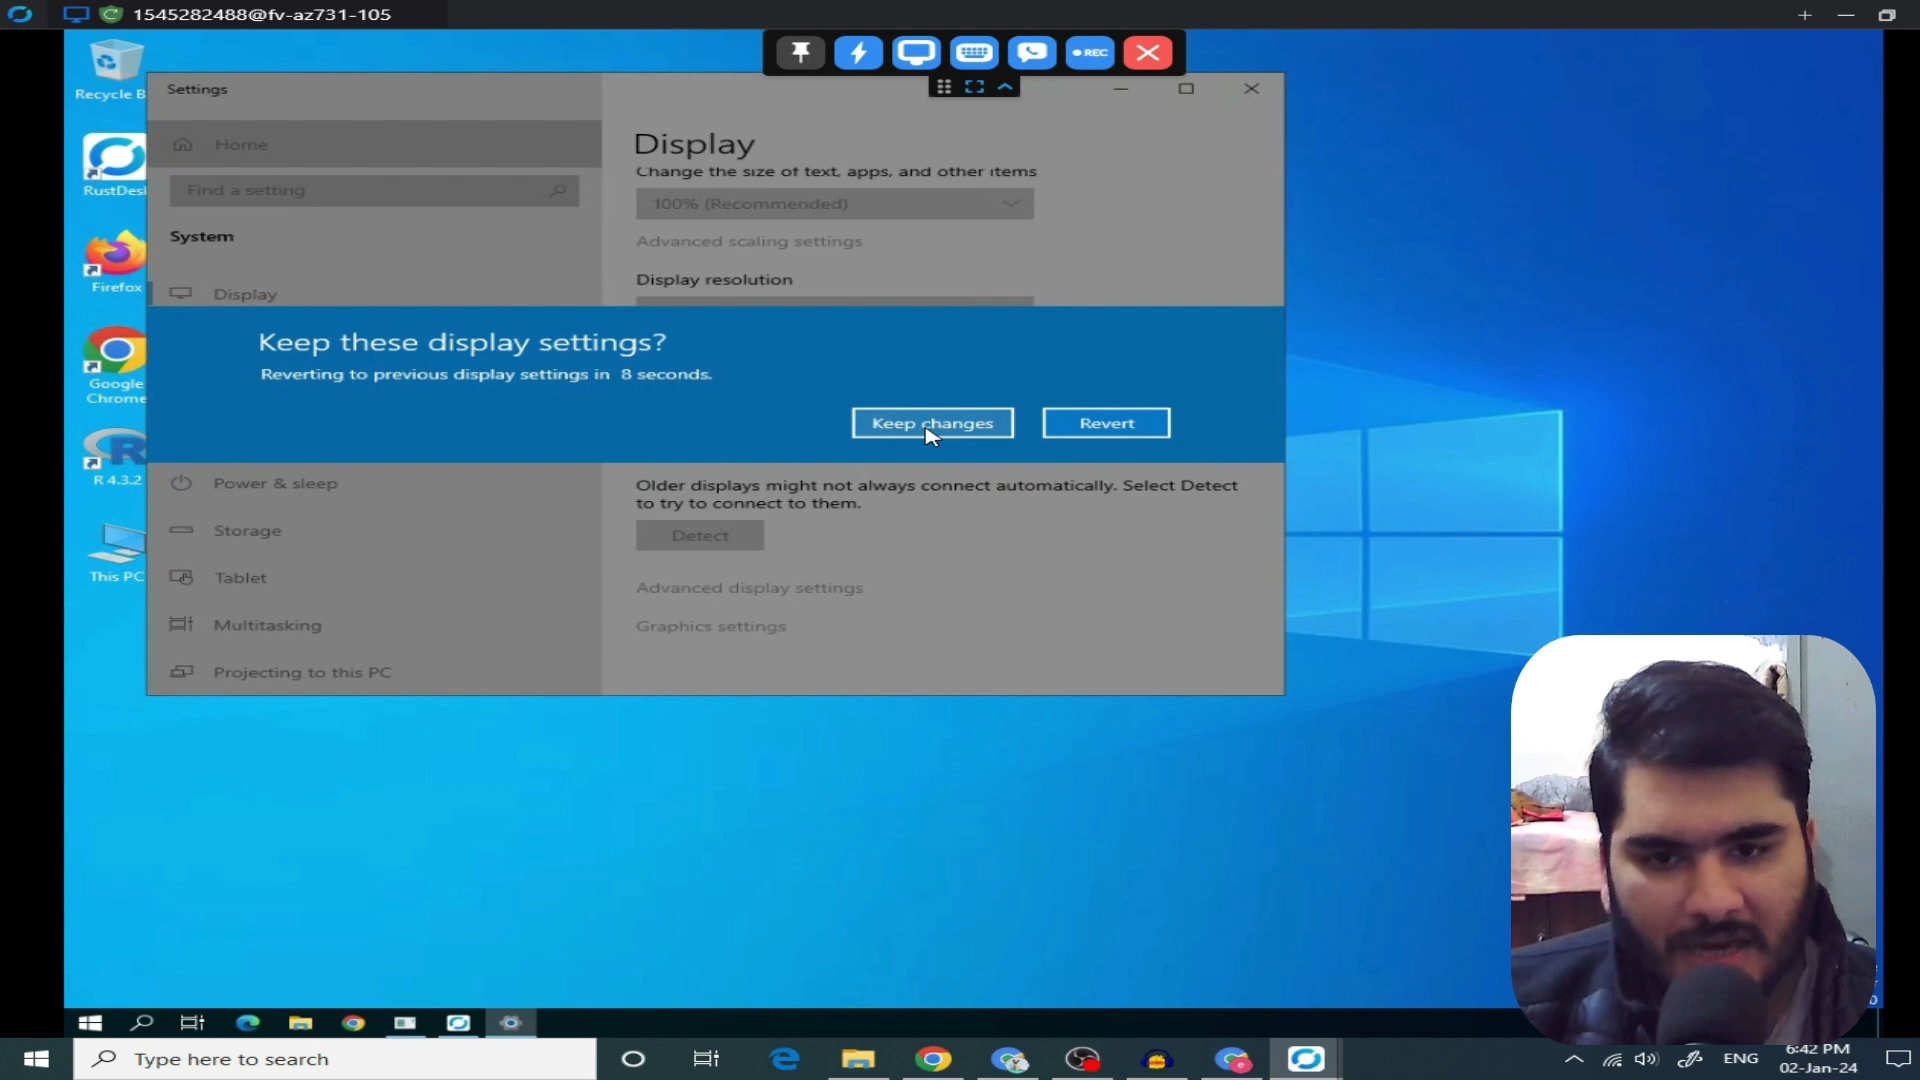 1545282488@fv-az731-105
REC
Recycle B
Settings
Home
Display
Change the size of text, apps, and other items
Find a setting
100% (Recommended)
RustDes
System
Advanced scaling settings
Display resolution
Firefox
Display
Keep these display settings?
Reverting to previous display settings in 8 seconds.
Google
Chrome
Keep changes
Revert
R 4.3.2
Power & sleep
Older displays might not always connect automatically. Select Detect
to try to connect to them.
Storage
Detect
This PC
Tablet
Advanced display settings
Multitasking
Graphics settings
Projecting to this PC
Type here to search
ENG
6:42 PM
02-Jan-24